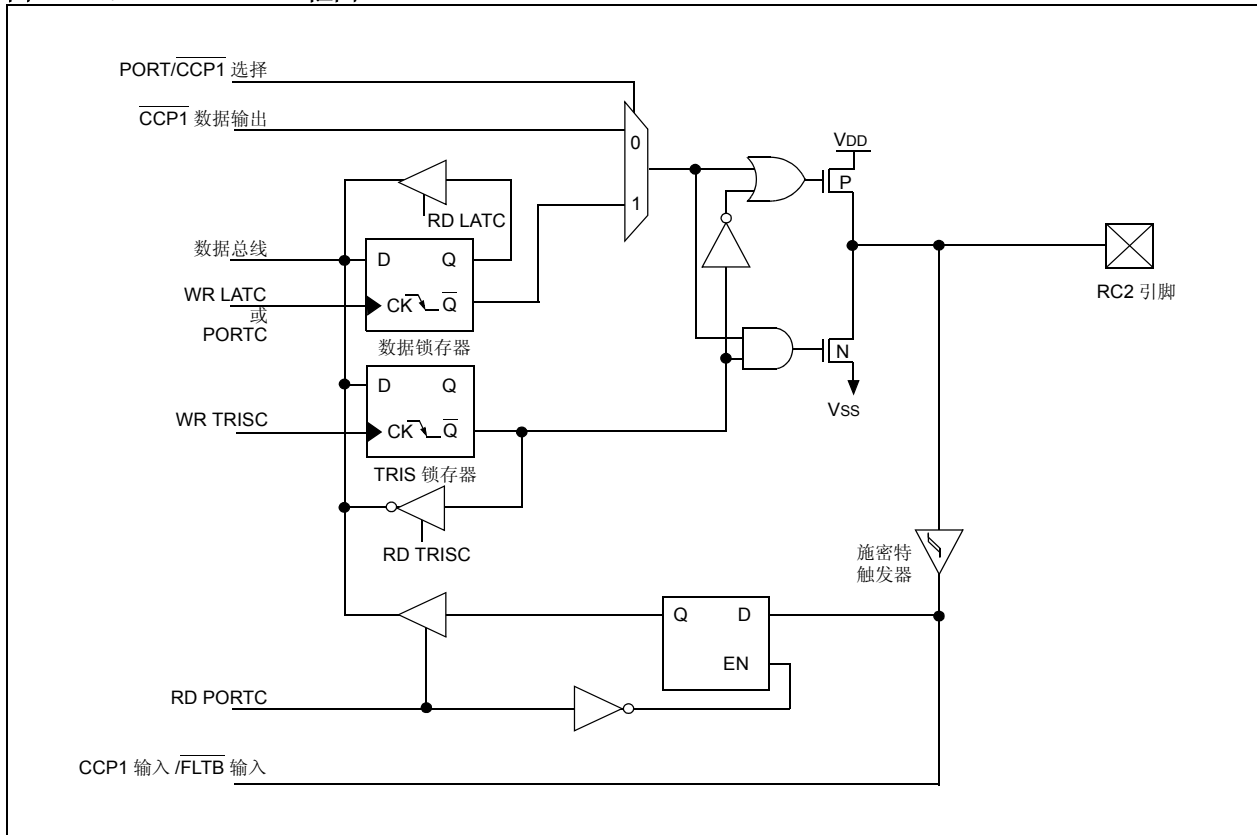 PORT/CCP1 选择
CCP1 数据输出
0
1
VDD
P
RD LATC
数据总线
D Q
WR LATC
或
PORTC
CK Q
数据锁存器
RC2 引脚
N
VSS
D Q
WR TRISC
CK Q
TRIS 锁存器
RD TRISC
施密特
触发器
Q D
EN
RD PORTC
CCP1 输入 /FLTB 输入